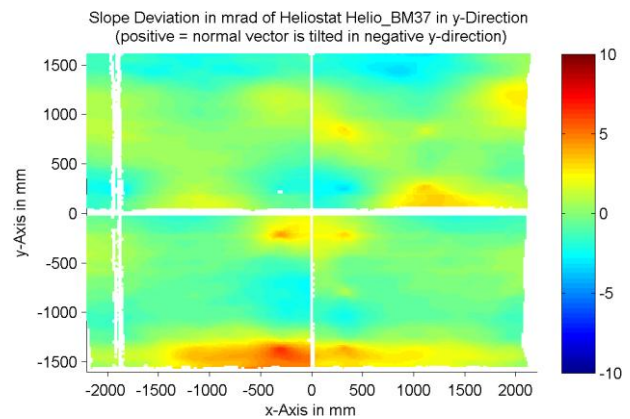 Slope Deviation in mrad of Heliostat Helio_BM37 in y-Direction
(positive = normal vector is tilted in negative y-direction)
1500
1000
500
0
-500
-1000
-1500
y-Axis in mm
-2000 -1500 -1000 -500 0 500 1000 1500 2000
x-Axis in mm
10
5
0
-5
-10